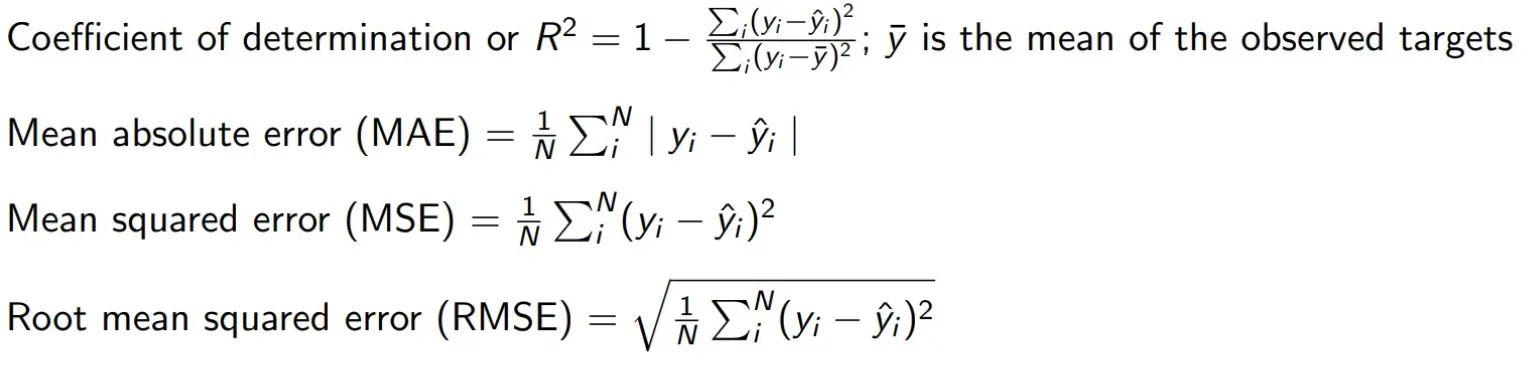 Coefficient of determination or R² = 1 − ∑ᵢ(yᵢ−ŷᵢ)² / ∑ᵢ(yᵢ−ȳ)² ; ȳ is the mean of the observed targets
Mean absolute error (MAE) = 1/N ∑ᵢᴺ | yᵢ − ŷᵢ |
Mean squared error (MSE) = 1/N ∑ᵢᴺ(yᵢ − ŷᵢ)²
Root mean squared error (RMSE) = √(1/N ∑ᵢᴺ(yᵢ − ŷᵢ)²)